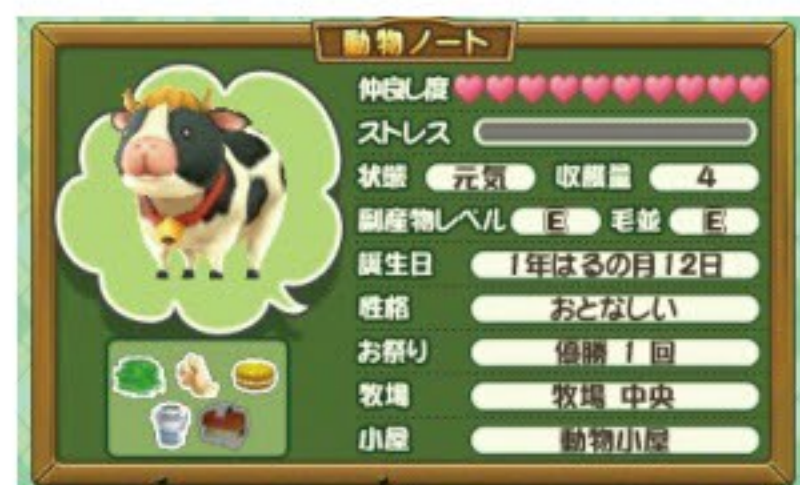 動物ノート
仲良し度
ストレス
状態 元気 収穫量 4
副産物レベル E 毛並 E
誕生日 1年はるの月12日
性格 おとなしい
お祭り 優勝 1 回
牧場 牧場 中央
小屋 動物小屋